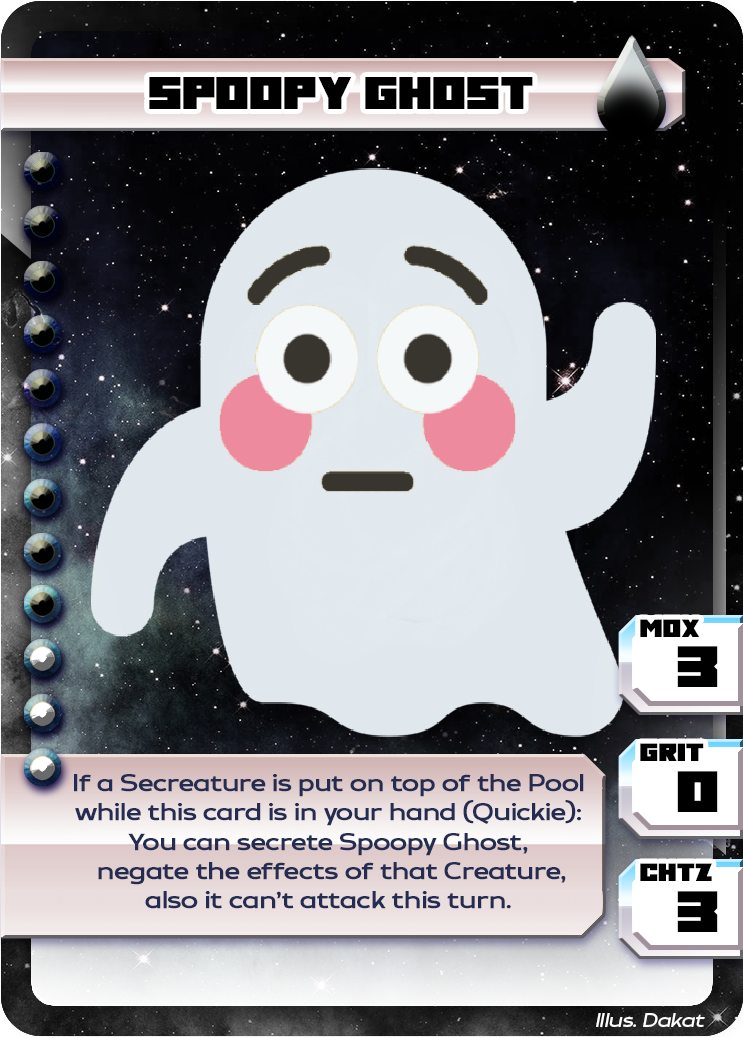 SPOOPY GHOST
MOX
3
GRIT
0
CHTZ
3
If a Secreature is put on top of the Pool
while this card is in your hand (Quickie):
You can secrete Spoopy Ghost,
negate the effects of that Creature,
also it can't attack this turn.
Illus. Dakat